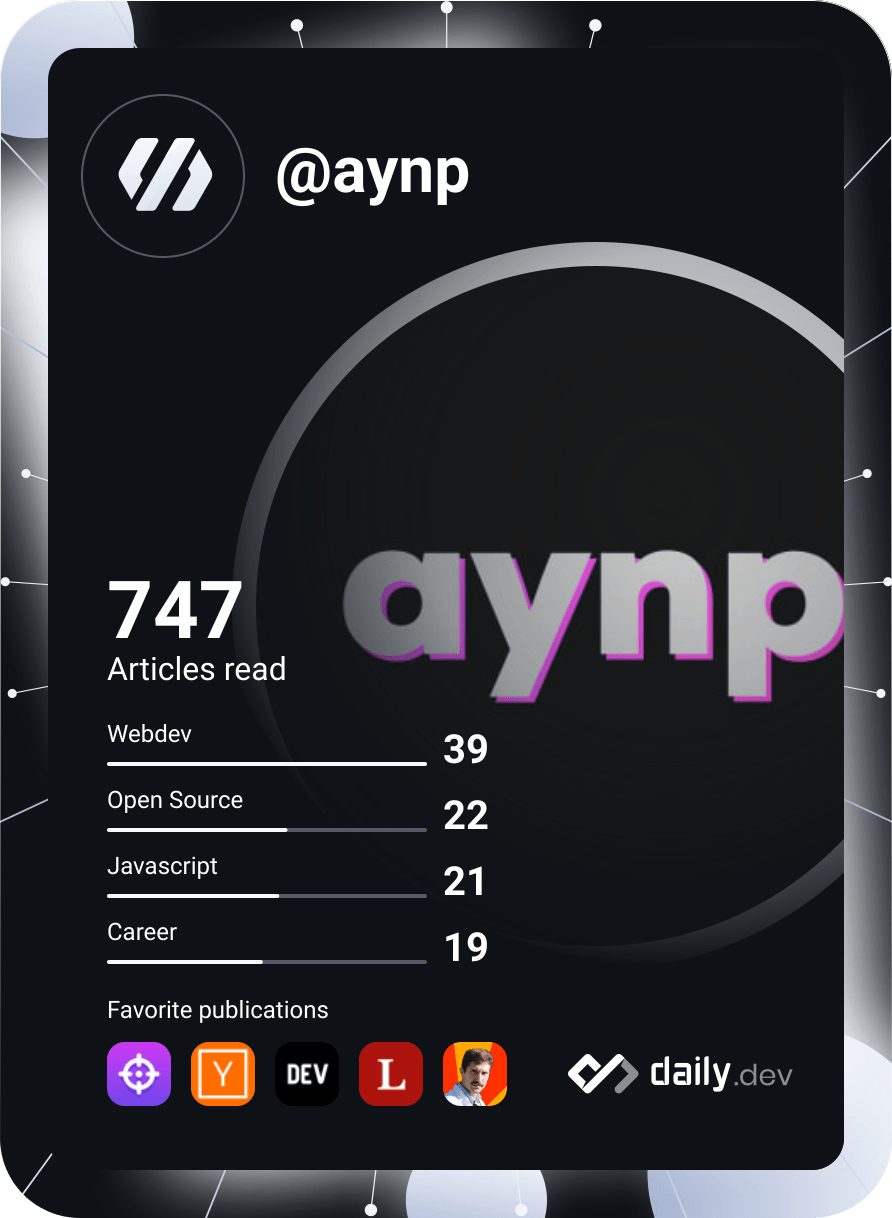 @aynp
aynp
747
Articles read
Webdev 39
Open Source 22
Javascript 21
Career 19
Favorite publications
Y DEV L
daily.dev